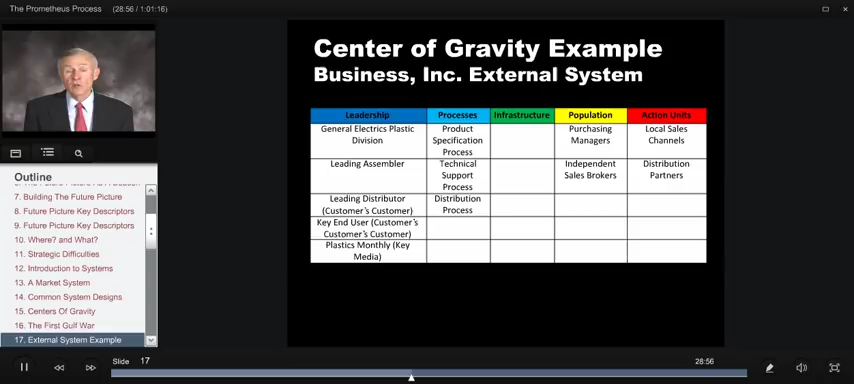 The Prometheus Process (28:56 / 1:01:16)
Center of Gravity Example
Business, Inc. External System
Leadership Processes Infrastructure Population Action Units
General Electrics Plastic Division Product Specification Process Purchasing Managers Local Sales Channels
Leading Assembler Technical Support Process Independent Sales Brokers Distribution Partners
Leading Distributor (Customer's Customer) Distribution Process
Key End User (Customer's Customer's Customer)
Plastics Monthly (Key Media)
Outline
7. Building The Future Picture
8. Future Picture Key Descriptors
9. Future Picture Key Descriptors
10. Where? and What?
11. Strategic Difficulties
12. Introduction to Systems
13. A Market System
14. Common System Designs
15. Centers Of Gravity
16. The First Gulf War
17. External System Example
Slide 17 28:56